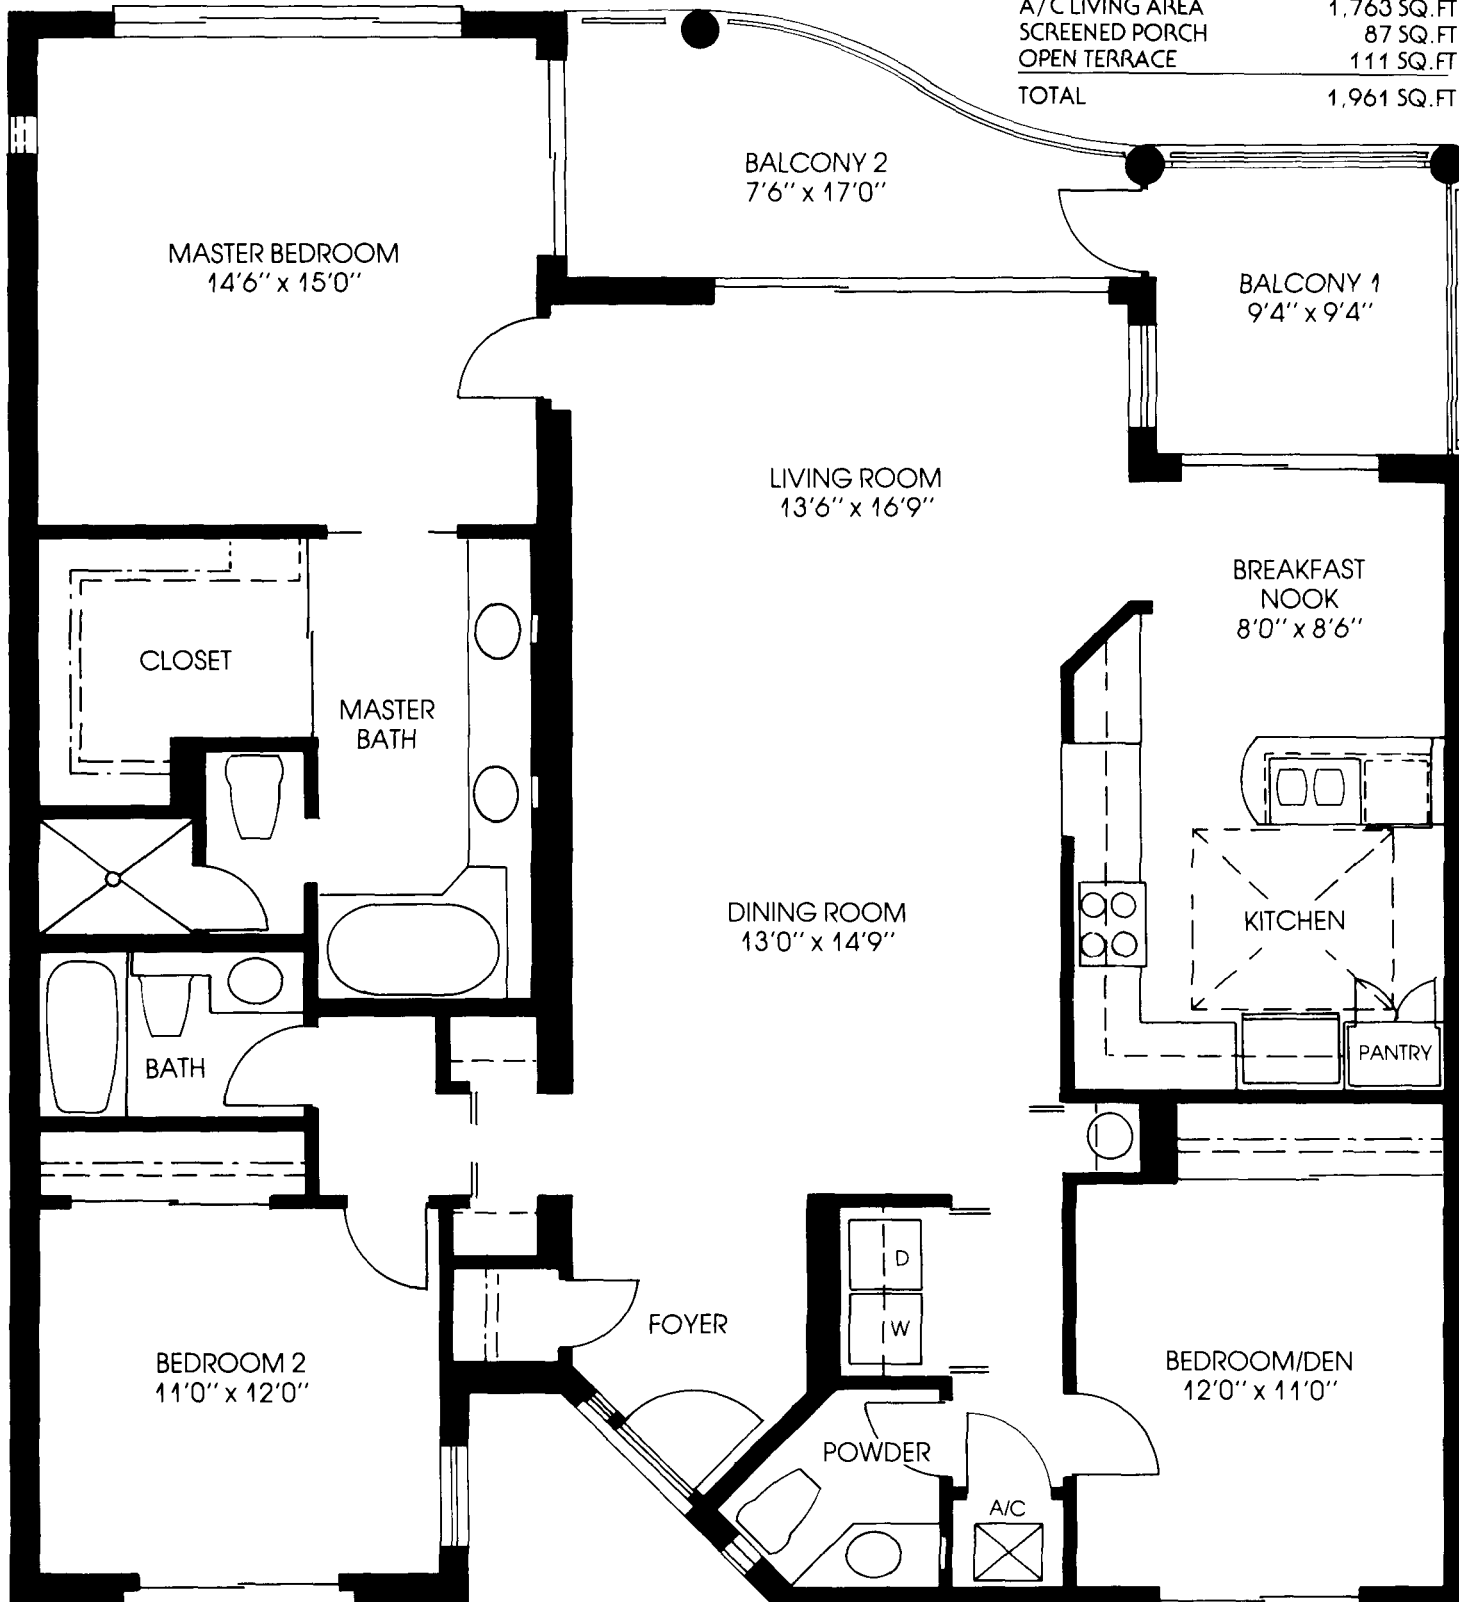 A/C LIVING AREA 1,763 SQ.FT
SCREENED PORCH 87 SQ.FT
OPEN TERRACE 111 SQ.FT
TOTAL 1,961 SQ.FT
BALCONY 2
7'6" x 17'0"
MASTER BEDROOM
14'6" x 15'0"
BALCONY 1
9'4" x 9'4"
LIVING ROOM
13'6" x 16'9"
BREAKFAST
NOOK
8'0" x 8'6"
CLOSET
MASTER
BATH
DINING ROOM
13'0" x 14'9"
KITCHEN
PANTRY
BATH
D
W
FOYER
BEDROOM 2
11'0" x 12'0"
BEDROOM/DEN
12'0" x 11'0"
POWDER
A/C